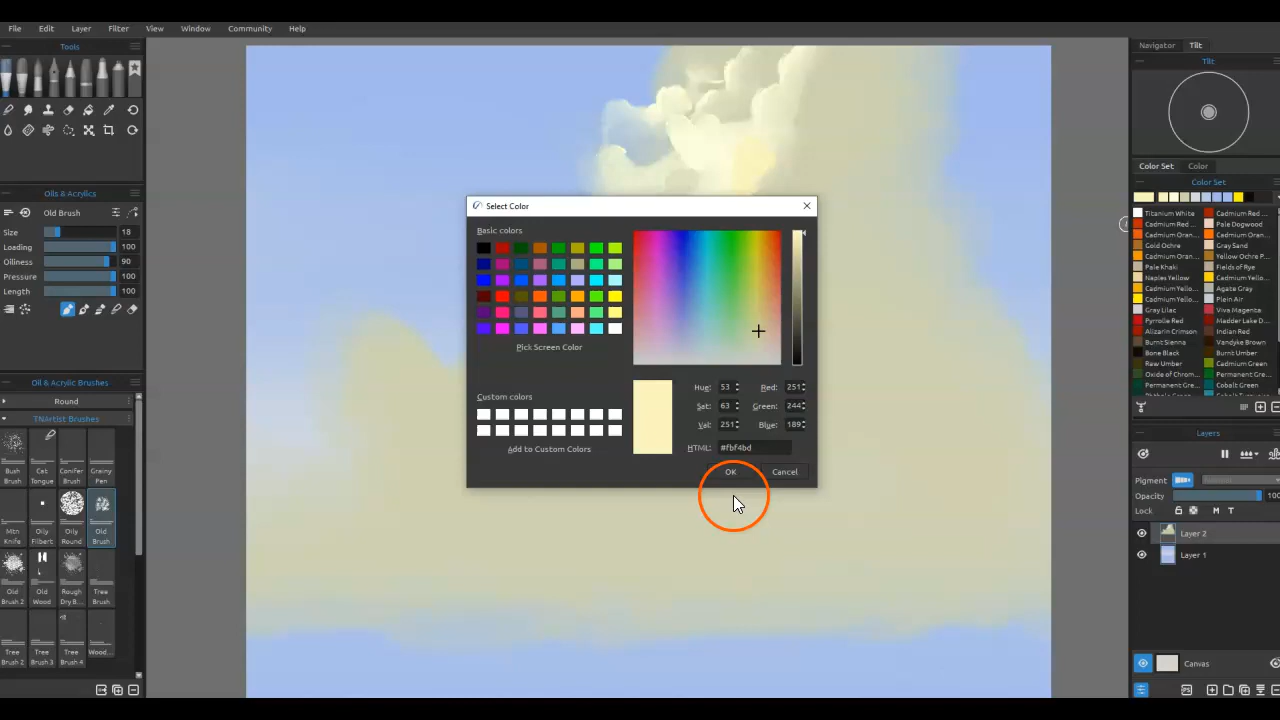 File Edit Layer Filter View Window Community Help
Tools
Navigator Tilt
Tilt
Color Set Color
Color Set
Oils & Acrylics
Old Brush
Size 18
Loading 100
Oiliness 90
Pressure 100
Length 100
Oil & Acrylic Brushes
Round
TNArtist Brushes
Bush Brush
Cat Tongue
Conifer Brush
Grainy Pen
Mtn Knife
Oily Filbert
Oily Round
Old Brush
Old Brush 2
Old Wood
Rough Dry B...
Tree Brush
Tree Brush 2
Tree Brush 3
Tree Brush 4
Wood...
Select Color
Basic colors
Pick Screen Color
Custom colors
Add to Custom Colors
Hue: 53 Red: 251
Sat: 63 Green: 244
Val: 251 Blue: 189
HTML: #fbf4bd
OK Cancel
Titanium White Cadmium Red ...
Cadmium Red ... Pale Dogwood
Cadmium Oran... Cadmium Oran...
Gold Ochre Gray Sand
Cadmium Oran... Yellow Ochre P...
Pale Khaki Fields of Rye
Naples Yellow Cadmium Yello...
Cadmium Yello... Agate Gray
Cadmium Yello... Plein Air
Gray Lilac Viva Magenta
Pyrrolle Red Madder Lake D...
Alizarin Crimson Indian Red
Burnt Sienna Vandyke Brown
Bone Black Burnt Umber
Raw Umber Cadmium Green
Oxide of Chrom... Permanent Gre...
Permanent Gre... Cobalt Green
Layers
Pigment
Opacity 100
Lock M T
Layer 2
Layer 1
Canvas
PS